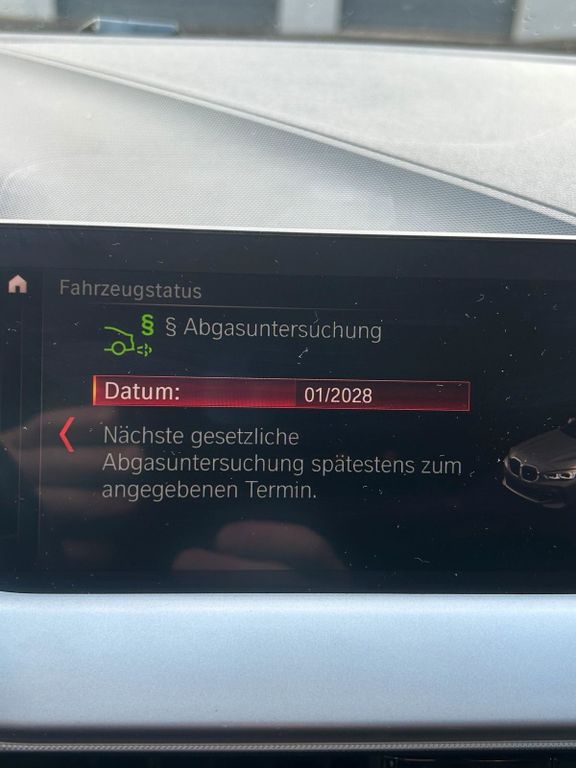 Fahrzeugstatus
§
§ Abgasuntersuchung
Datum: 01/2028
Nächste gesetzliche
Abgasuntersuchung spätestens zum
angegebenen Termin.